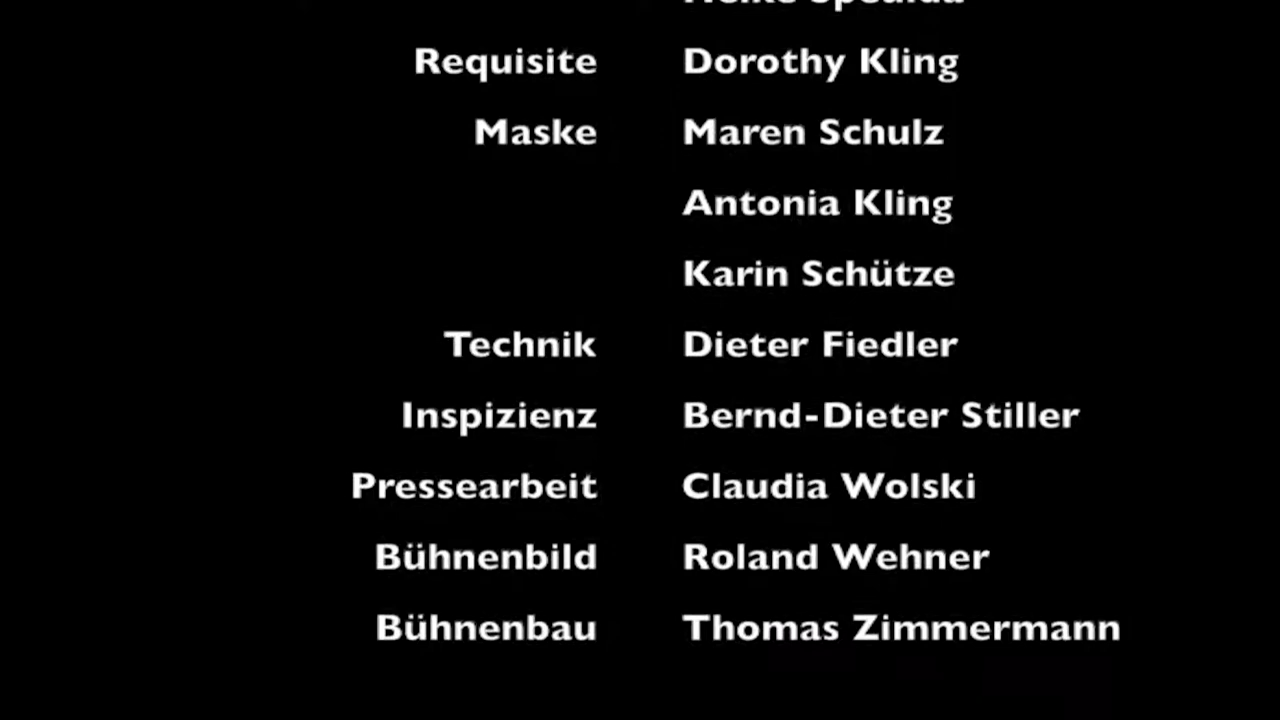 Requisite Dorothy Kling
Maske Maren Schulz
Antonia Kling
Karin Schütze
Technik Dieter Fiedler
Inspizienz Bernd-Dieter Stiller
Pressearbeit Claudia Wolski
Bühnenbild Roland Wehner
Bühnenbau Thomas Zimmermann